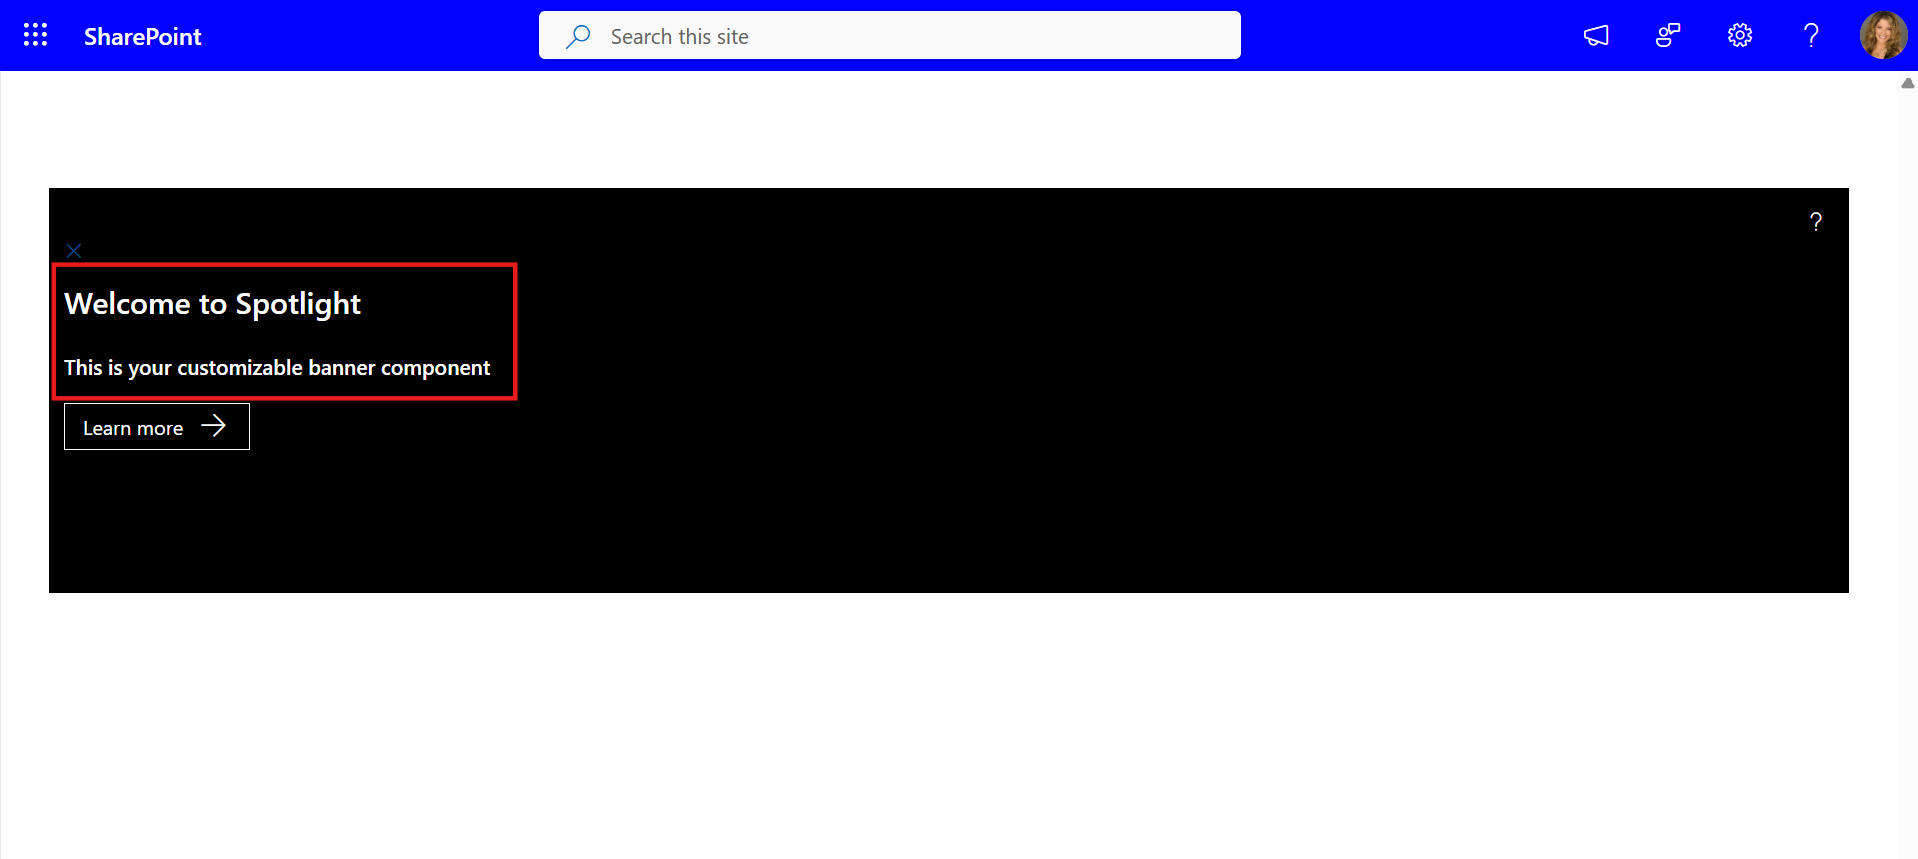 SharePoint
Search this site
?
?
Welcome to Spotlight
This is your customizable banner component
Learn more